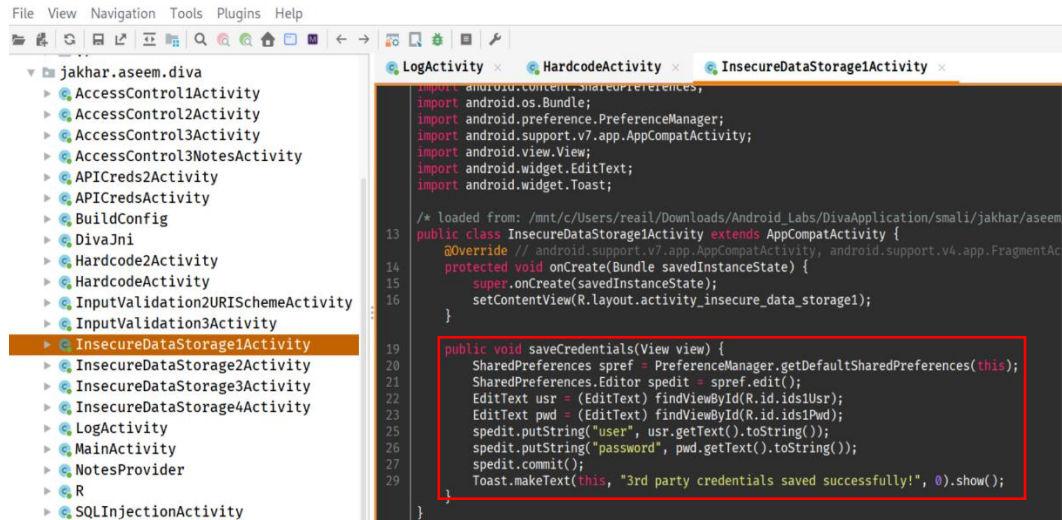 File View Navigation Tools Plugins Help
jakhar.aseem.diva
AccessControl1Activity
AccessControl2Activity
AccessControl3Activity
AccessControl3NotesActivity
APICreds2Activity
APICredsActivity
BuildConfig
DivaJni
Hardcode2Activity
HardcodeActivity
InputValidation2URISchemeActivity
InputValidation3Activity
InsecureDataStorage1Activity
InsecureDataStorage2Activity
InsecureDataStorage3Activity
InsecureDataStorage4Activity
LogActivity
MainActivity
NotesProvider
R
SQLInjectionActivity
LogActivity × HardcodeActivity × InsecureDataStorage1Activity ×
import android.content.SharedPreferences;
import android.os.Bundle;
import android.preference.PreferenceManager;
import android.support.v7.app.AppCompatActivity;
import android.view.View;
import android.widget.EditText;
import android.widget.Toast;
/* loaded from: /mnt/c/Users/reail/Downloads/Android_Labs/DivaApplication/smali/jakhar/aseem
13 public class InsecureDataStorage1Activity extends AppCompatActivity {
@Override // android.support.v7.app.AppCompatActivity, android.support.v4.app.FragmentAc
14 protected void onCreate(Bundle savedInstanceState) {
15 super.onCreate(savedInstanceState);
16 setContentView(R.layout.activity_insecure_data_storage1);
}
19 public void saveCredentials(View view) {
20 SharedPreferences spref = PreferenceManager.getDefaultSharedPreferences(this);
21 SharedPreferences.Editor spedit = spref.edit();
22 EditText usr = (EditText) findViewById(R.id.ids1Usr);
23 EditText pwd = (EditText) findViewById(R.id.ids1Pwd);
25 spedit.putString("user", usr.getText().toString());
26 spedit.putString("password", pwd.getText().toString());
27 spedit.commit();
29 Toast.makeText(this, "3rd party credentials saved successfully!", 0).show();
}
}